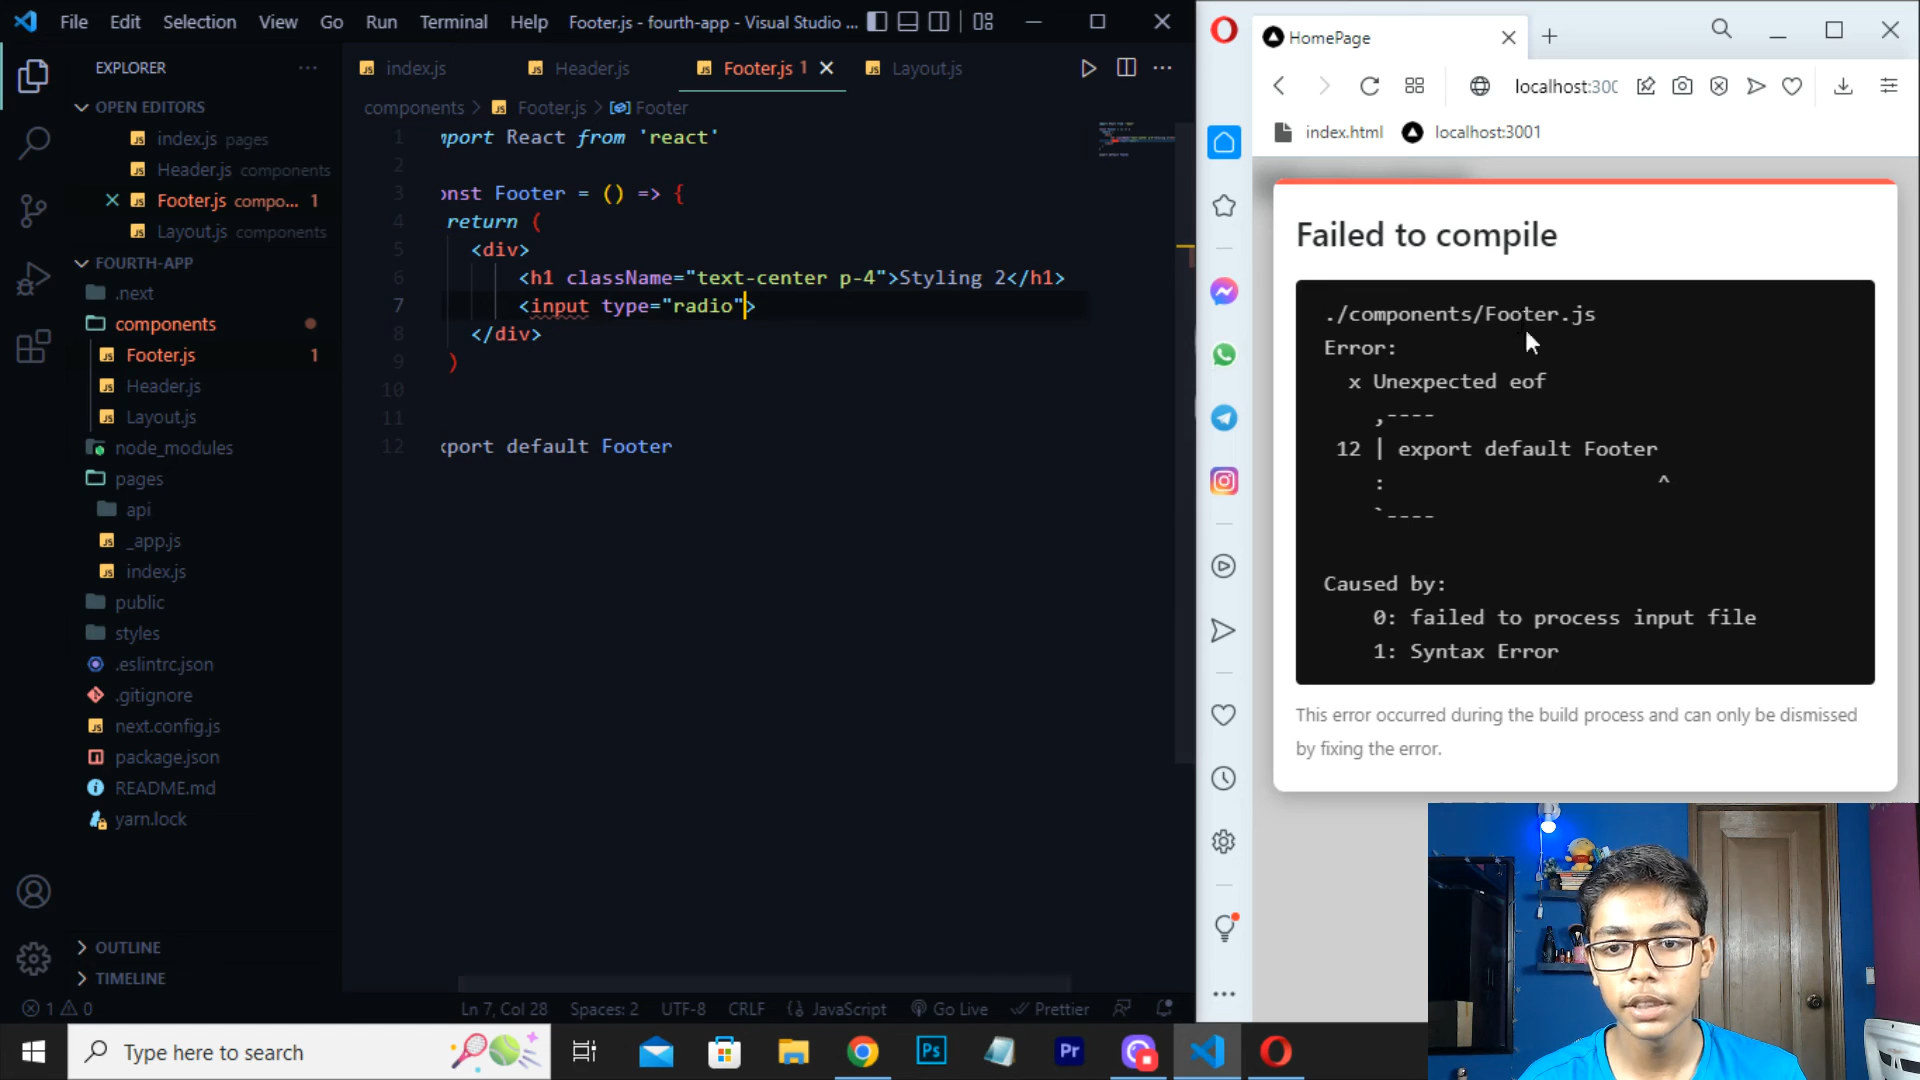 File Edit Selection View Go Run Terminal Help Footer.js - fourth-app - Visual Studio ...
EXPLORER
OPEN EDITORS
index.js pages
Header.js components
Footer.js compo... 1
Layout.js components
FOURTH-APP
.next
components
Footer.js 1
Header.js
Layout.js
node_modules
pages
api
_app.js
index.js
public
styles
.eslintrc.json
.gitignore
next.config.js
package.json
README.md
yarn.lock
OUTLINE
TIMELINE
index.js Header.js Footer.js 1 Layout.js
components > Footer.js > Footer
1 mport React from 'react'
2
3 onst Footer = () => {
4 return (
5 <div>
6 <h1 className="text-center p-4">Styling 2</h1>
7 <input type="radio">
8 </div>
9 )
10
11
12 xport default Footer
1 0 Ln 7, Col 28 Spaces: 2 UTF-8 CRLF {} JavaScript Go Live Prettier
HomePage
localhost:300
index.html localhost:3001
Failed to compile
./components/Footer.js
Error:
x Unexpected eof
,----
12 | export default Footer
: ^
`----
Caused by:
0: failed to process input file
1: Syntax Error
This error occurred during the build process and can only be dismissed
by fixing the error.
Type here to search
Ps
Pr